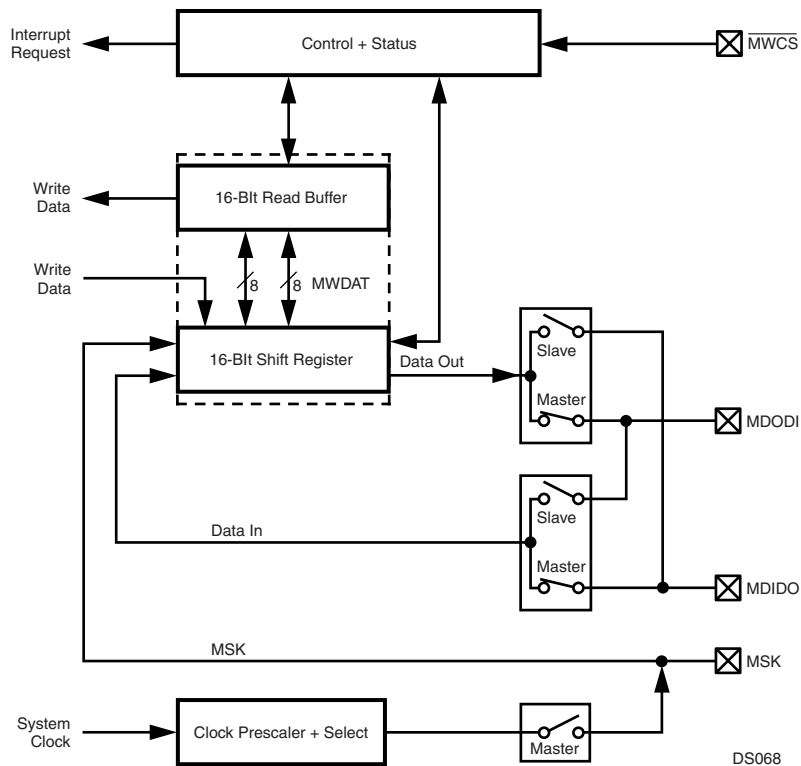 Interrupt
Request
Control + Status
MWCS
Write
Data
16-BIt Read Buffer
Write
Data
8
8
MWDAT
16-BIt Shift Register
Data Out
Slave
Master
MDODI
Slave
Data In
Master
MDIDO
MSK
MSK
System
Clock
Clock Prescaler + Select
Master
DS068